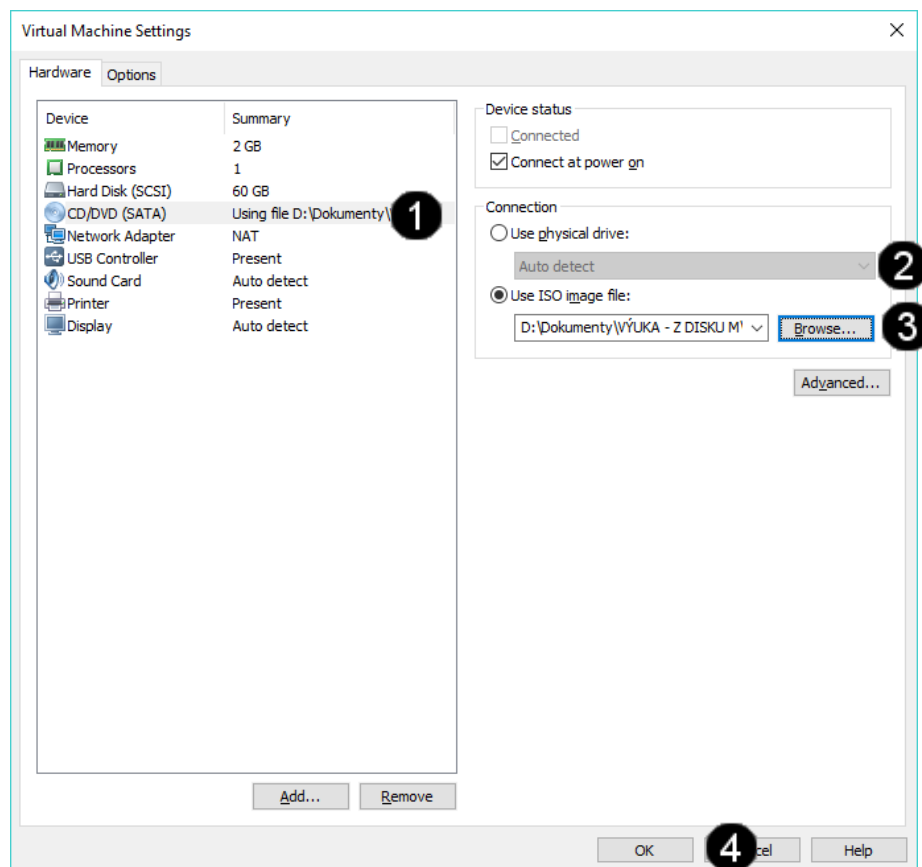 Virtual Machine Settings
Hardware Options
Device Summary
Memory 2 GB
Processors 1
Hard Disk (SCSI) 60 GB
CD/DVD (SATA) Using file D:\Dokumenty\
1
Network Adapter NAT
USB Controller Present
Sound Card Auto detect
Printer Present
Display Auto detect
Add... Remove
Device status
Connected
Connect at power on
Connection
Use physical drive:
Auto detect
2
Use ISO image file:
D:\Dokumenty\VÝUKA - Z DISKU M\
Browse...
3
Advanced...
OK
4
Help